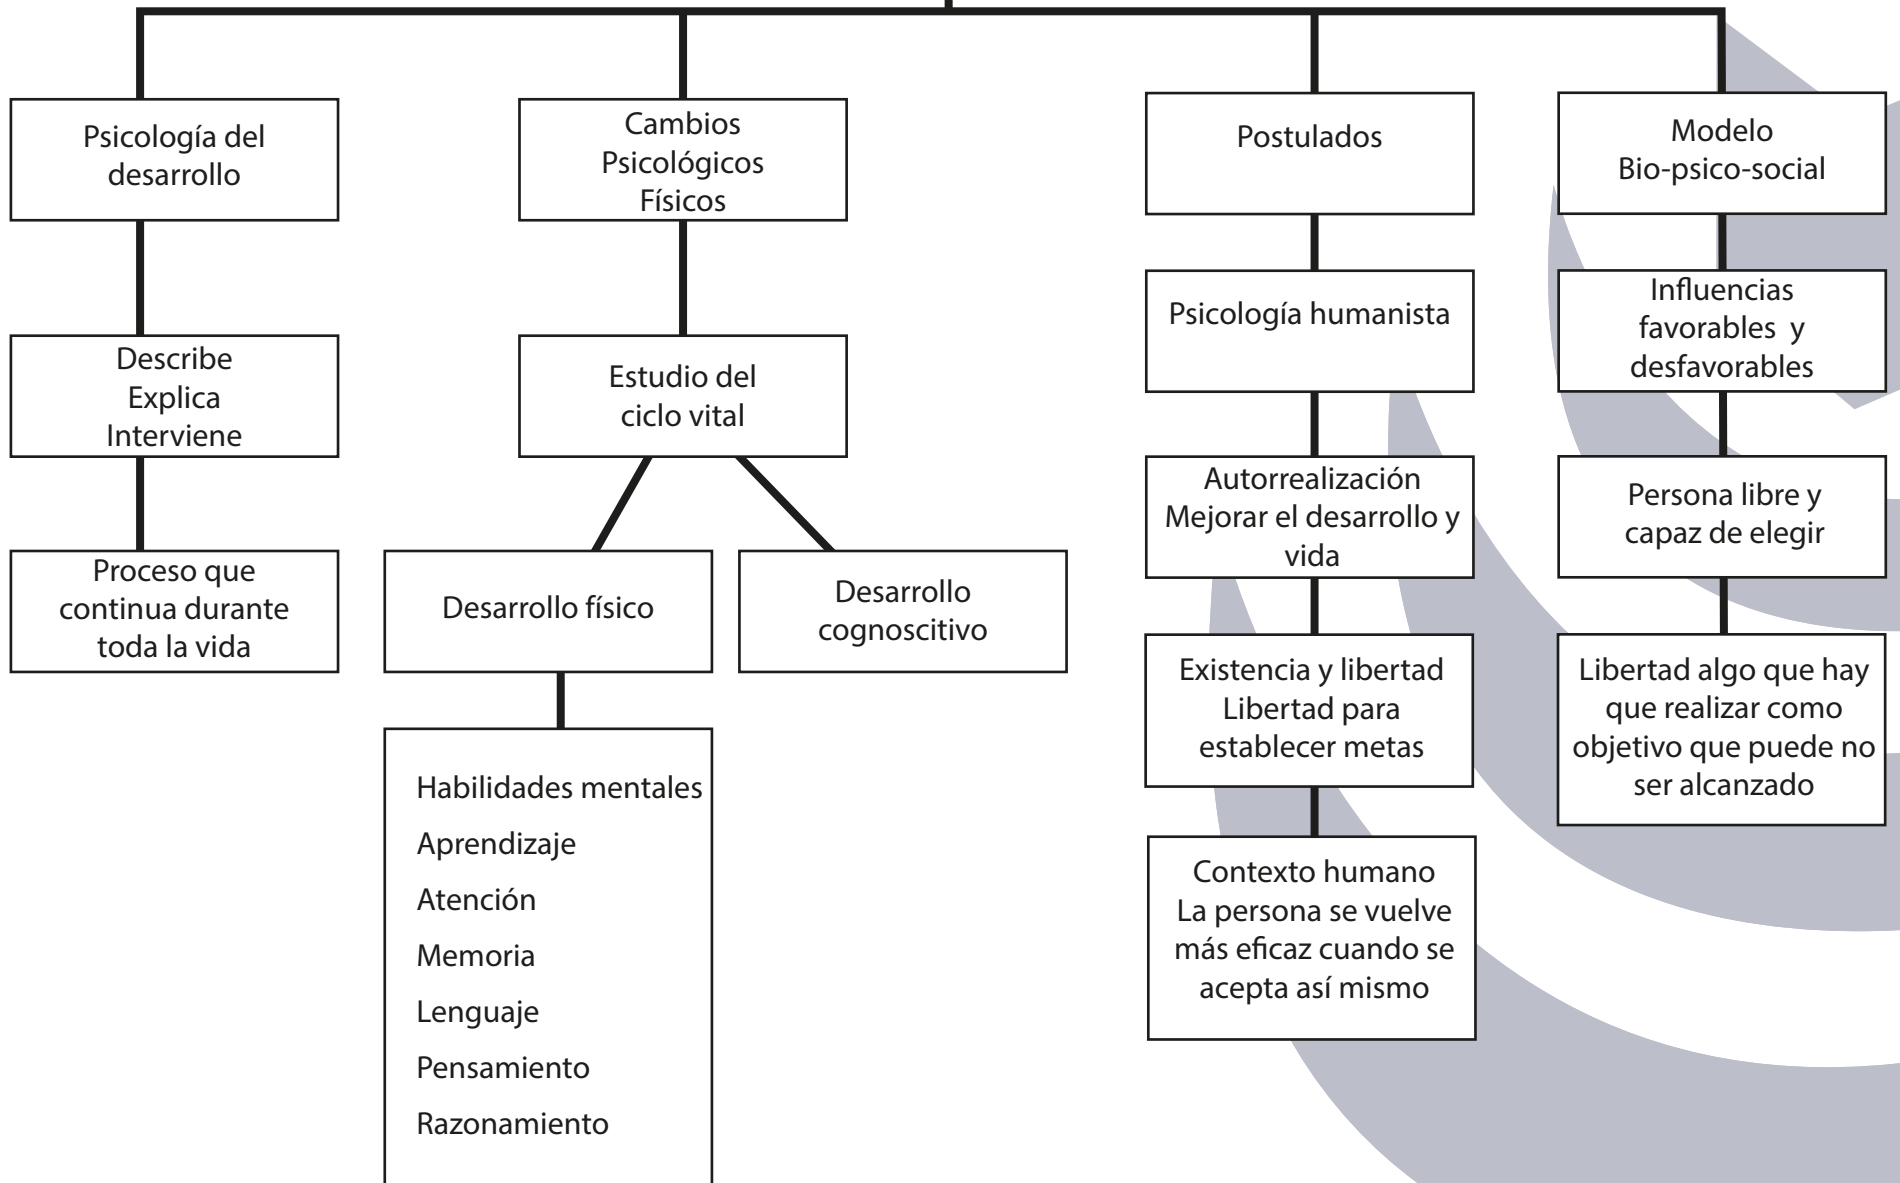 Psicología del
desarrollo
Describe
Explica
Interviene
Proceso que
continua durante
toda la vida
Cambios
Psicológicos
Físicos
Estudio del
ciclo vital
Desarrollo físico
Desarrollo
cognoscitivo
Habilidades mentales
Aprendizaje
Atención
Memoria
Lenguaje
Pensamiento
Razonamiento
Postulados
Psicología humanista
Autorrealización
Mejorar el desarrollo y
vida
Existencia y libertad
Libertad para
establecer metas
Contexto humano
La persona se vuelve
más eficaz cuando se
acepta así mismo
Modelo
Bio-psico-social
Influencias
favorables y
desfavorables
Persona libre y
capaz de elegir
Libertad algo que hay
que realizar como
objetivo que puede no
ser alcanzado